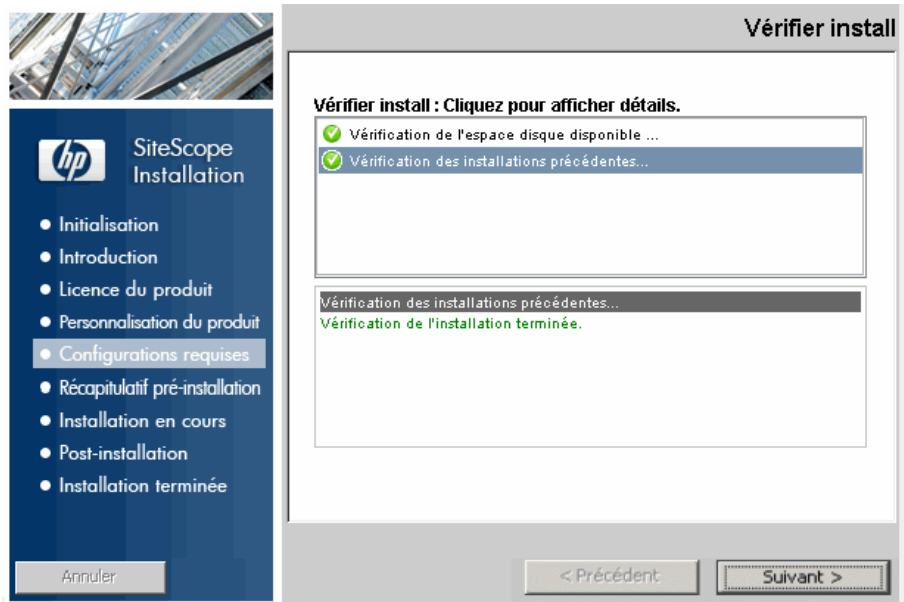 Vérifier install
hp
SiteScope
Installation
Initialisation
Introduction
Licence du produit
Personnalisation du produit
Configurations requises
Récapitulatif pré-installation
Installation en cours
Post-installation
Installation terminée
Annuler
Vérifier install : Cliquez pour afficher détails.
Vérification de l'espace disque disponible ...
Vérification des installations précédentes...
Vérification des installations précédentes...
Vérification de l'installation terminée.
< Précédent
Suivant >